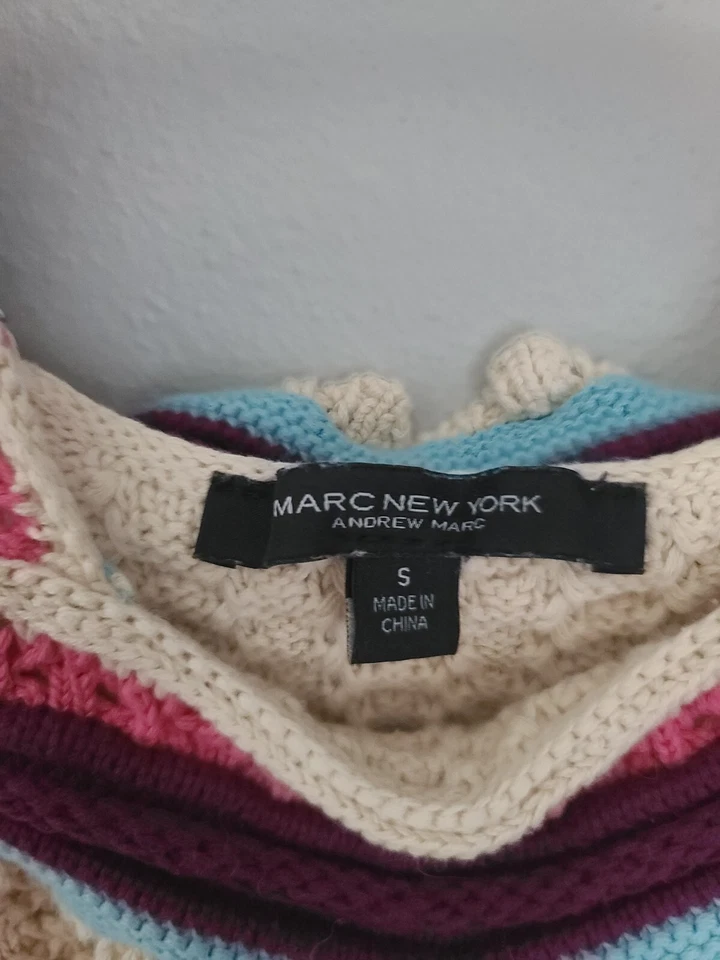 MARC NEW YORK
ANDREW MARC
S
MADE IN
CHINA